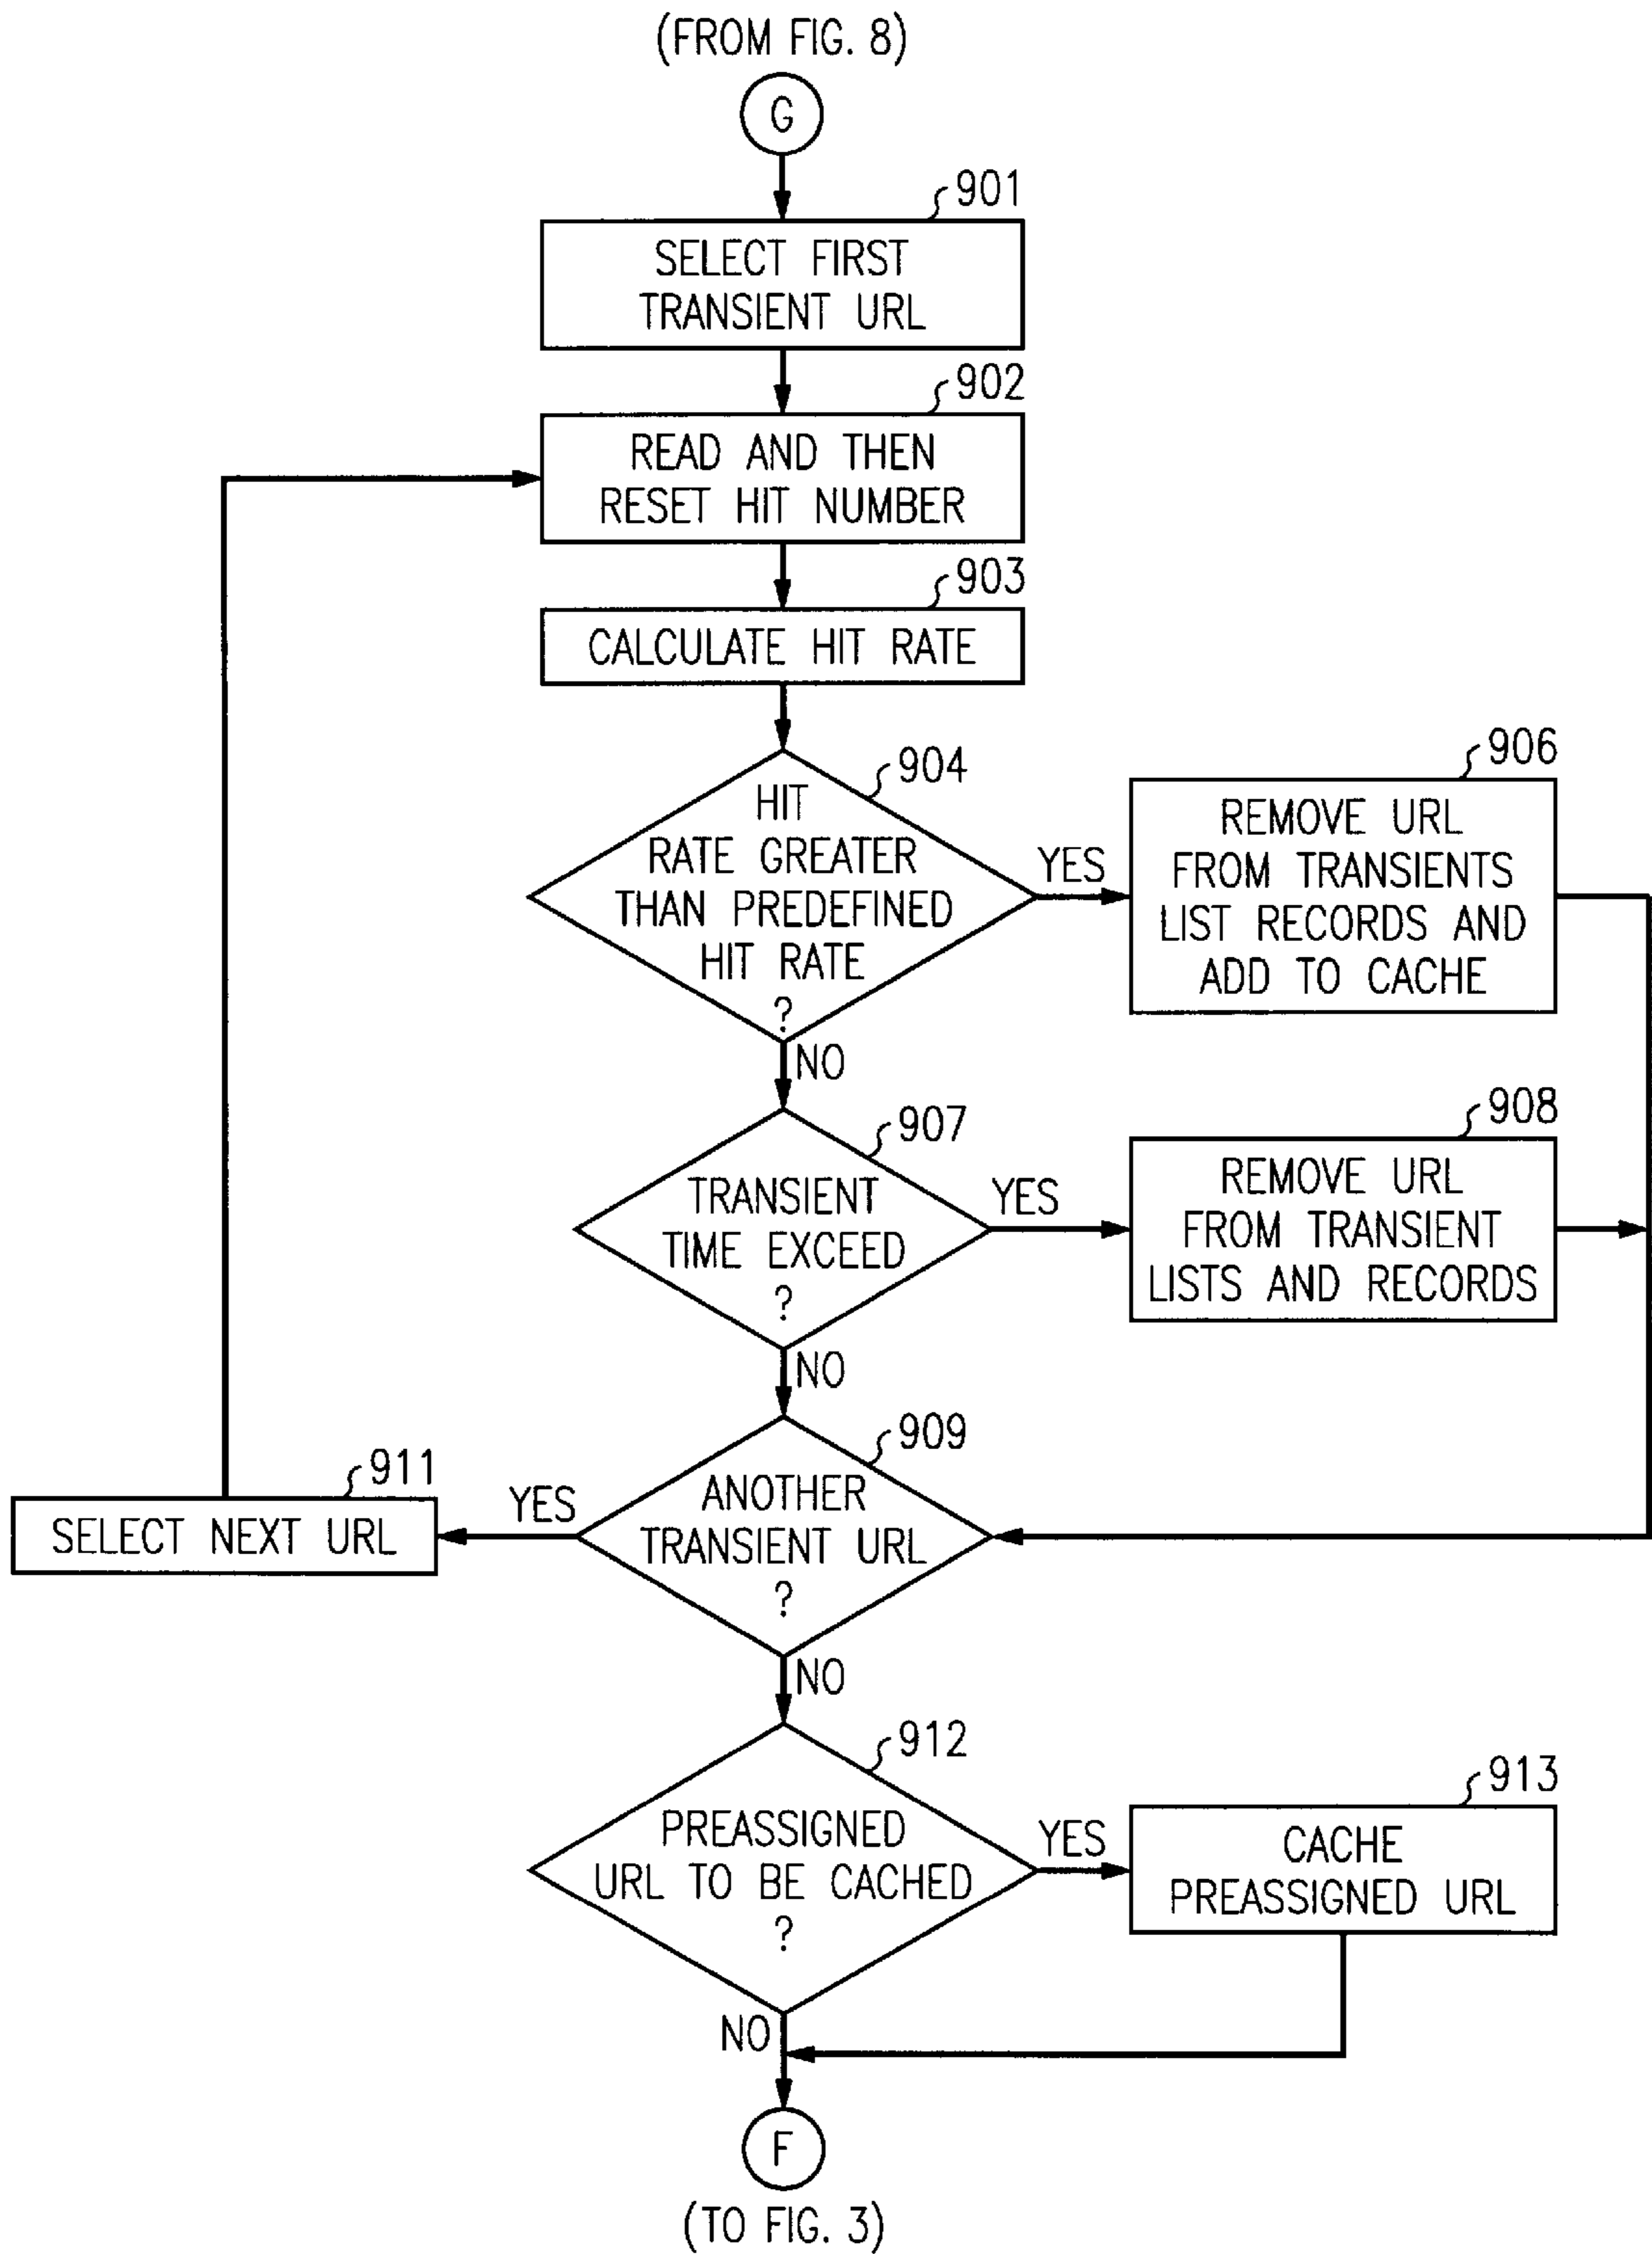 (FROM FIG. 8)
G
901
SELECT FIRST
TRANSIENT URL
902
READ AND THEN
RESET HIT NUMBER
903
CALCULATE HIT RATE
904
HIT
RATE GREATER
THAN PREDEFINED
HIT RATE
?
YES
906
REMOVE URL
FROM TRANSIENTS
LIST RECORDS AND
ADD TO CACHE
NO
907
TRANSIENT
TIME EXCEED
?
YES
908
REMOVE URL
FROM TRANSIENT
LISTS AND RECORDS
NO
909
ANOTHER
TRANSIENT URL
?
YES
911
SELECT NEXT URL
NO
912
PREASSIGNED
URL TO BE CACHED
?
YES
913
CACHE
PREASSIGNED URL
NO
F
(TO FIG. 3)